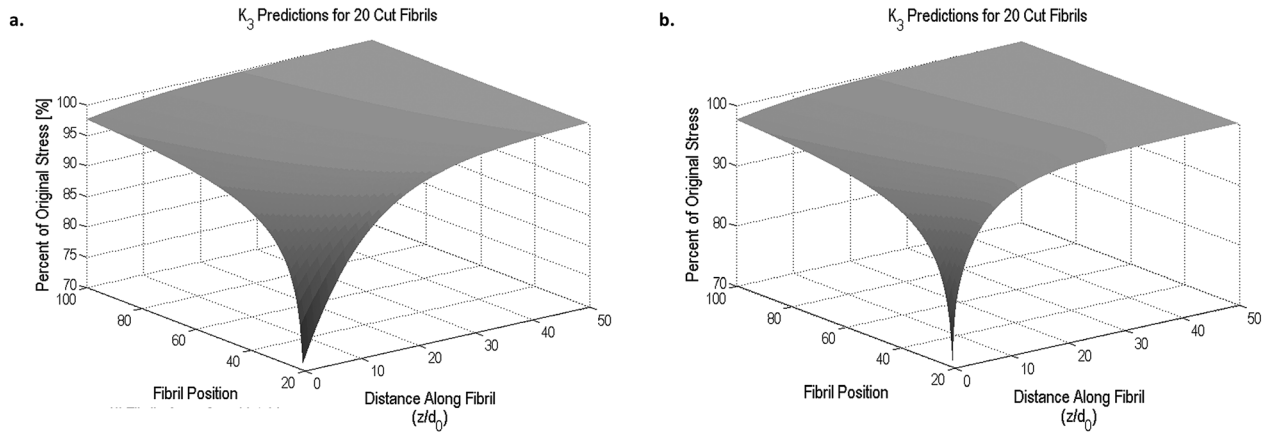 a.
K3 Predictions for 20 Cut Fibrils
Percent of Original Stress [%]
100
95
90
85
80
75
70
100
80
60
40
20
0
10
20
30
40
50
Fibril Position
Distance Along Fibril
(z/d0)
b.
K3 Predictions for 20 Cut Fibrils
Percent of Original Stress
100
90
80
70
100
80
60
40
20
0
10
20
30
40
50
Fibril Position
Distance Along Fibril
(z/d0)